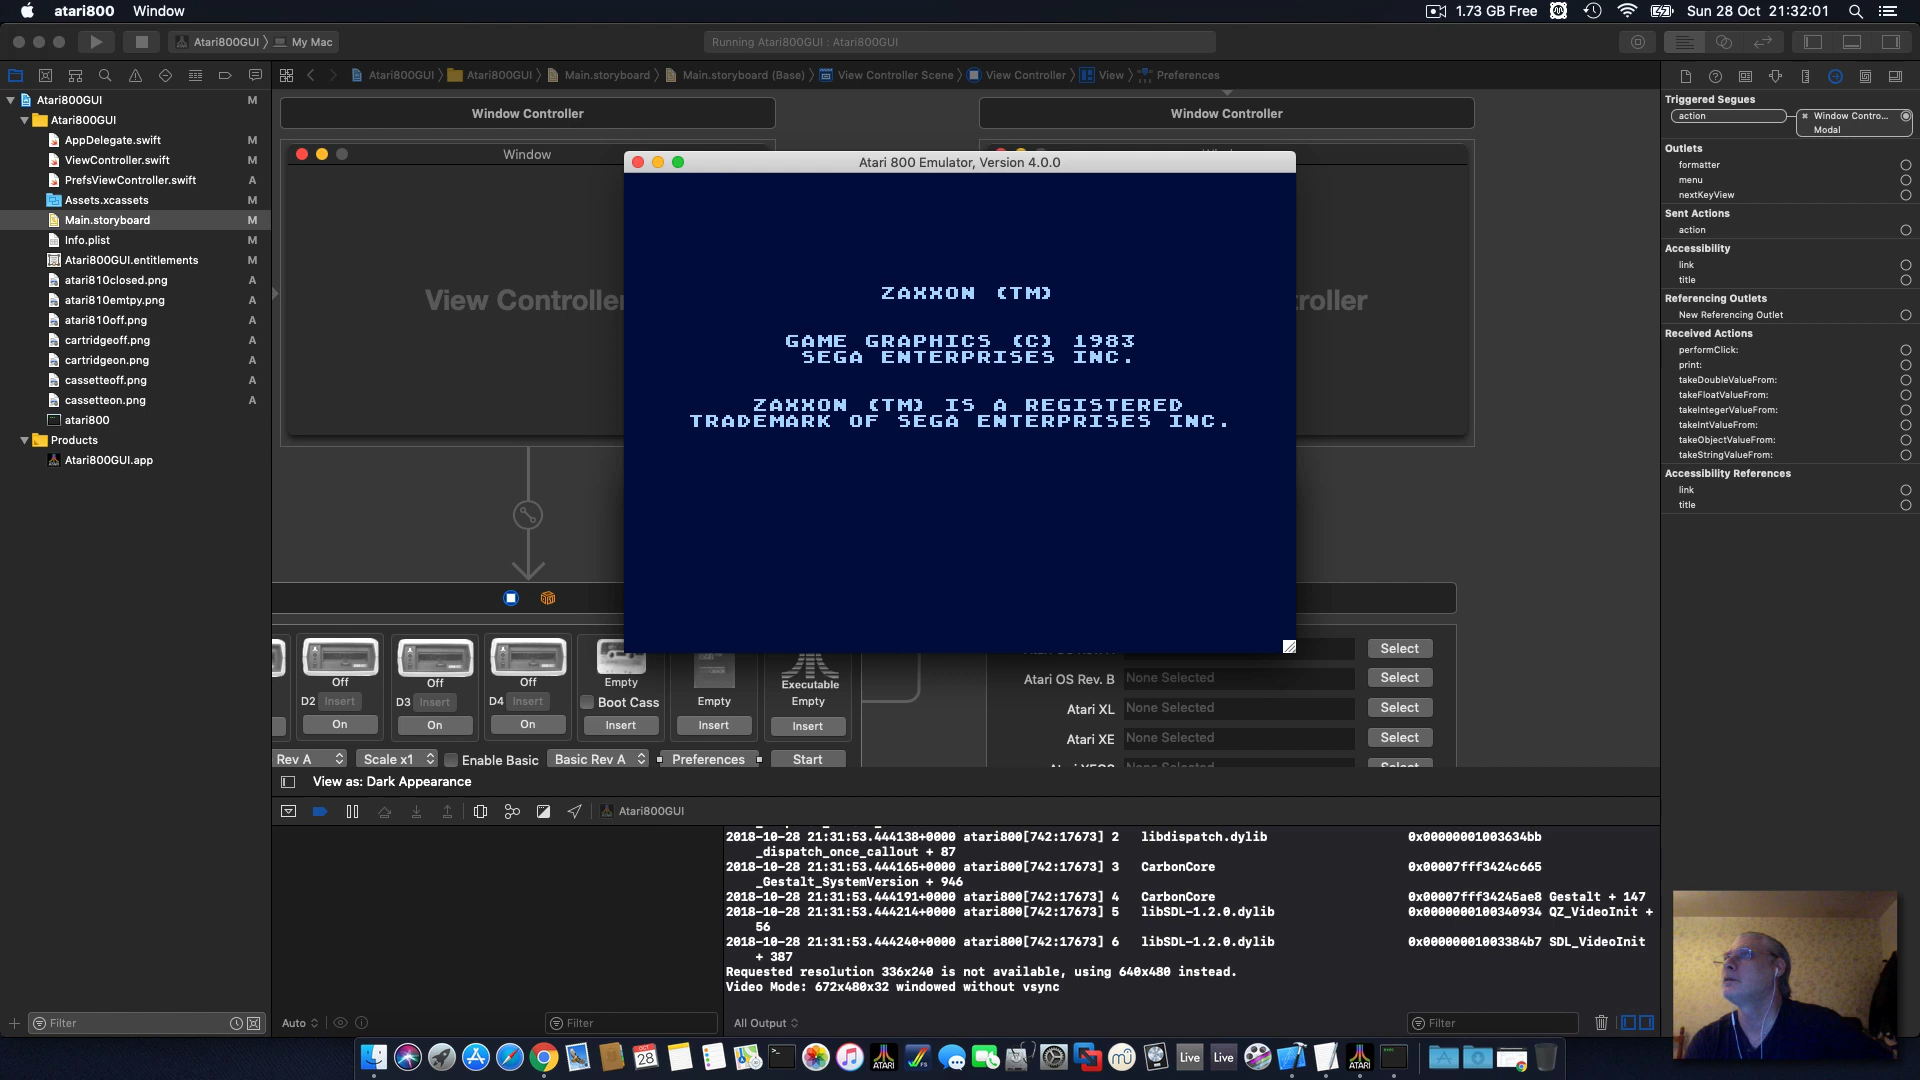 atari800 Window
1.73 GB Free Sun 28 Oct 21:32:01
Atari800GUI My Mac
Running Atari800GUI : Atari800GUI
Atari800GUI Atari800GUI Main.storyboard Main.storyboard (Base) View Controller Scene View Controller View Preferences
Atari800GUI M
Atari800GUI
AppDelegate.swift M
ViewController.swift M
PrefsViewController.swift A
Assets.xcassets M
Main.storyboard M
Info.plist M
Atari800GUI.entitlements M
atari810closed.png A
atari810emtpy.png A
atari810off.png A
cartridgeoff.png A
cartridgeon.png A
cassetteoff.png A
cassetteon.png A
atari800
Products
Atari800GUI.app
Filter
Window Controller
Window Controller
Window
View Controller
Atari 800 Emulator, Version 4.0.0
ZAXXON (TM)
GAME GRAPHICS (C) 1983
SEGA ENTERPRISES INC.
ZAXXON (TM) IS A REGISTERED
TRADEMARK OF SEGA ENTERPRISES INC.
Off Off Off Empty Executable
D2 Insert D3 Insert D4 Insert Boot Cass Empty Empty
On On On Insert Insert Insert
Rev A Scale x1 Enable Basic Basic Rev A Preferences Start
Select
Atari OS Rev. B None Selected Select
Atari XL None Selected Select
Atari XE None Selected Select
View as: Dark Appearance
Atari800GUI
2018-10-28 21:31:53.444138+0000 atari800[742:17673] 2 libdispatch.dylib 0x00000001003634bb
_dispatch_once_callout + 87
2018-10-28 21:31:53.444165+0000 atari800[742:17673] 3 CarbonCore 0x00007fff3424c665
_Gestalt_SystemVersion + 946
2018-10-28 21:31:53.444191+0000 atari800[742:17673] 4 CarbonCore 0x00007fff34245ae8 Gestalt + 147
2018-10-28 21:31:53.444214+0000 atari800[742:17673] 5 libSDL-1.2.0.dylib 0x0000000100340934 QZ_VideoInit +
56
2018-10-28 21:31:53.444240+0000 atari800[742:17673] 6 libSDL-1.2.0.dylib 0x00000001003384b7 SDL_VideoInit
+ 387
Requested resolution 336x240 is not available, using 640x480 instead.
Video Mode: 672x480x32 windowed without vsync
Auto Filter All Output Filter
Triggered Segues
action Window Contro...
Modal
Outlets
formatter
menu
nextKeyView
Sent Actions
action
Accessibility
link
title
Referencing Outlets
New Referencing Outlet
Received Actions
performClick:
print:
takeDoubleValueFrom:
takeFloatValueFrom:
takeIntegerValueFrom:
takeIntValueFrom:
takeObjectValueFrom:
takeStringValueFrom:
Accessibility References
link
title
OCT
28
ATARI
Live Live
ATARI